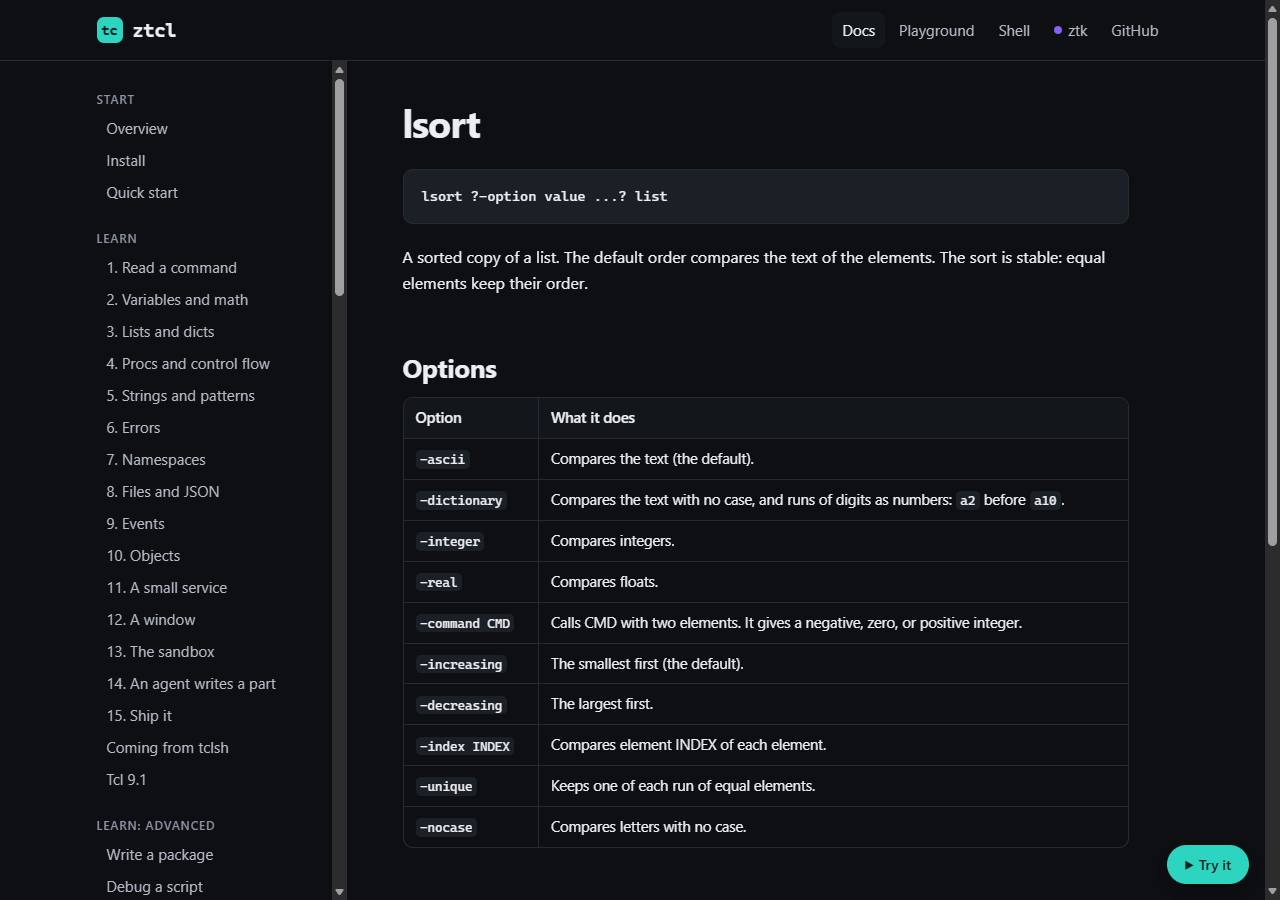 tc ztcl
Docs Playground Shell ztk GitHub
START
Overview
Install
Quick start
LEARN
1. Read a command
2. Variables and math
3. Lists and dicts
4. Procs and control flow
5. Strings and patterns
6. Errors
7. Namespaces
8. Files and JSON
9. Events
10. Objects
11. A small service
12. A window
13. The sandbox
14. An agent writes a part
15. Ship it
Coming from tclsh
Tcl 9.1
LEARN: ADVANCED
Write a package
Debug a script
lsort
lsort ?-option value ...? list
A sorted copy of a list. The default order compares the text of the elements. The sort is stable: equal
elements keep their order.
Options
Option What it does
-ascii Compares the text (the default).
-dictionary Compares the text with no case, and runs of digits as numbers: a2 before a10.
-integer Compares integers.
-real Compares floats.
-command CMD Calls CMD with two elements. It gives a negative, zero, or positive integer.
-increasing The smallest first (the default).
-decreasing The largest first.
-index INDEX Compares element INDEX of each element.
-unique Keeps one of each run of equal elements.
-nocase Compares letters with no case.
Try it